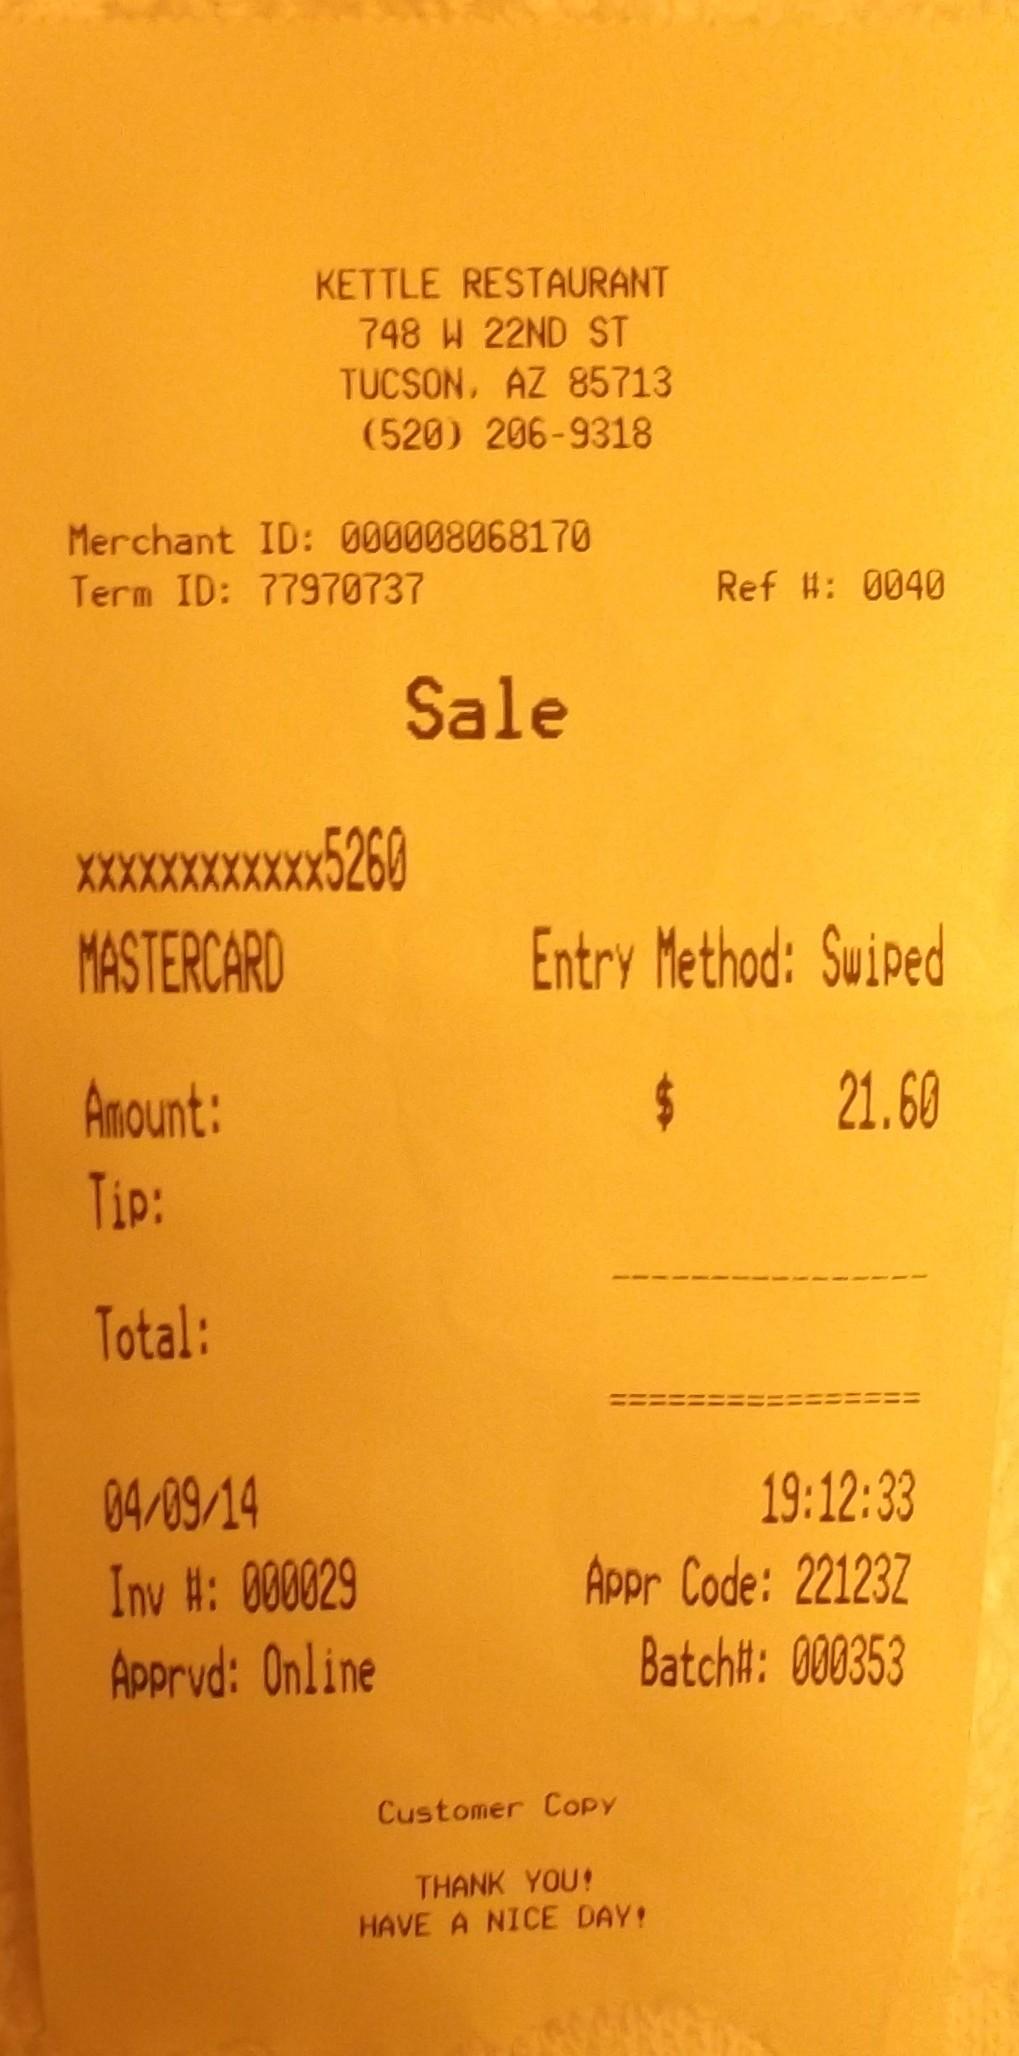 KETTLE RESTAURANT
748 W 22ND ST
TUCSON, AZ 85713
(520) 206-9318
Merchant ID: 000008068170
Term ID: 77970737 Ref #: 0040
Sale
xxxxxxxxxxxx5260
MASTERCARD Entry Method: Swiped
Amount: $ 21.60
Tip:
Total:
04/09/14 19:12:33
Inv #: 000029 Appr Code: 22123Z
Apprvd: Online Batch#: 000353
Customer Copy
THANK YOU!
HAVE A NICE DAY!